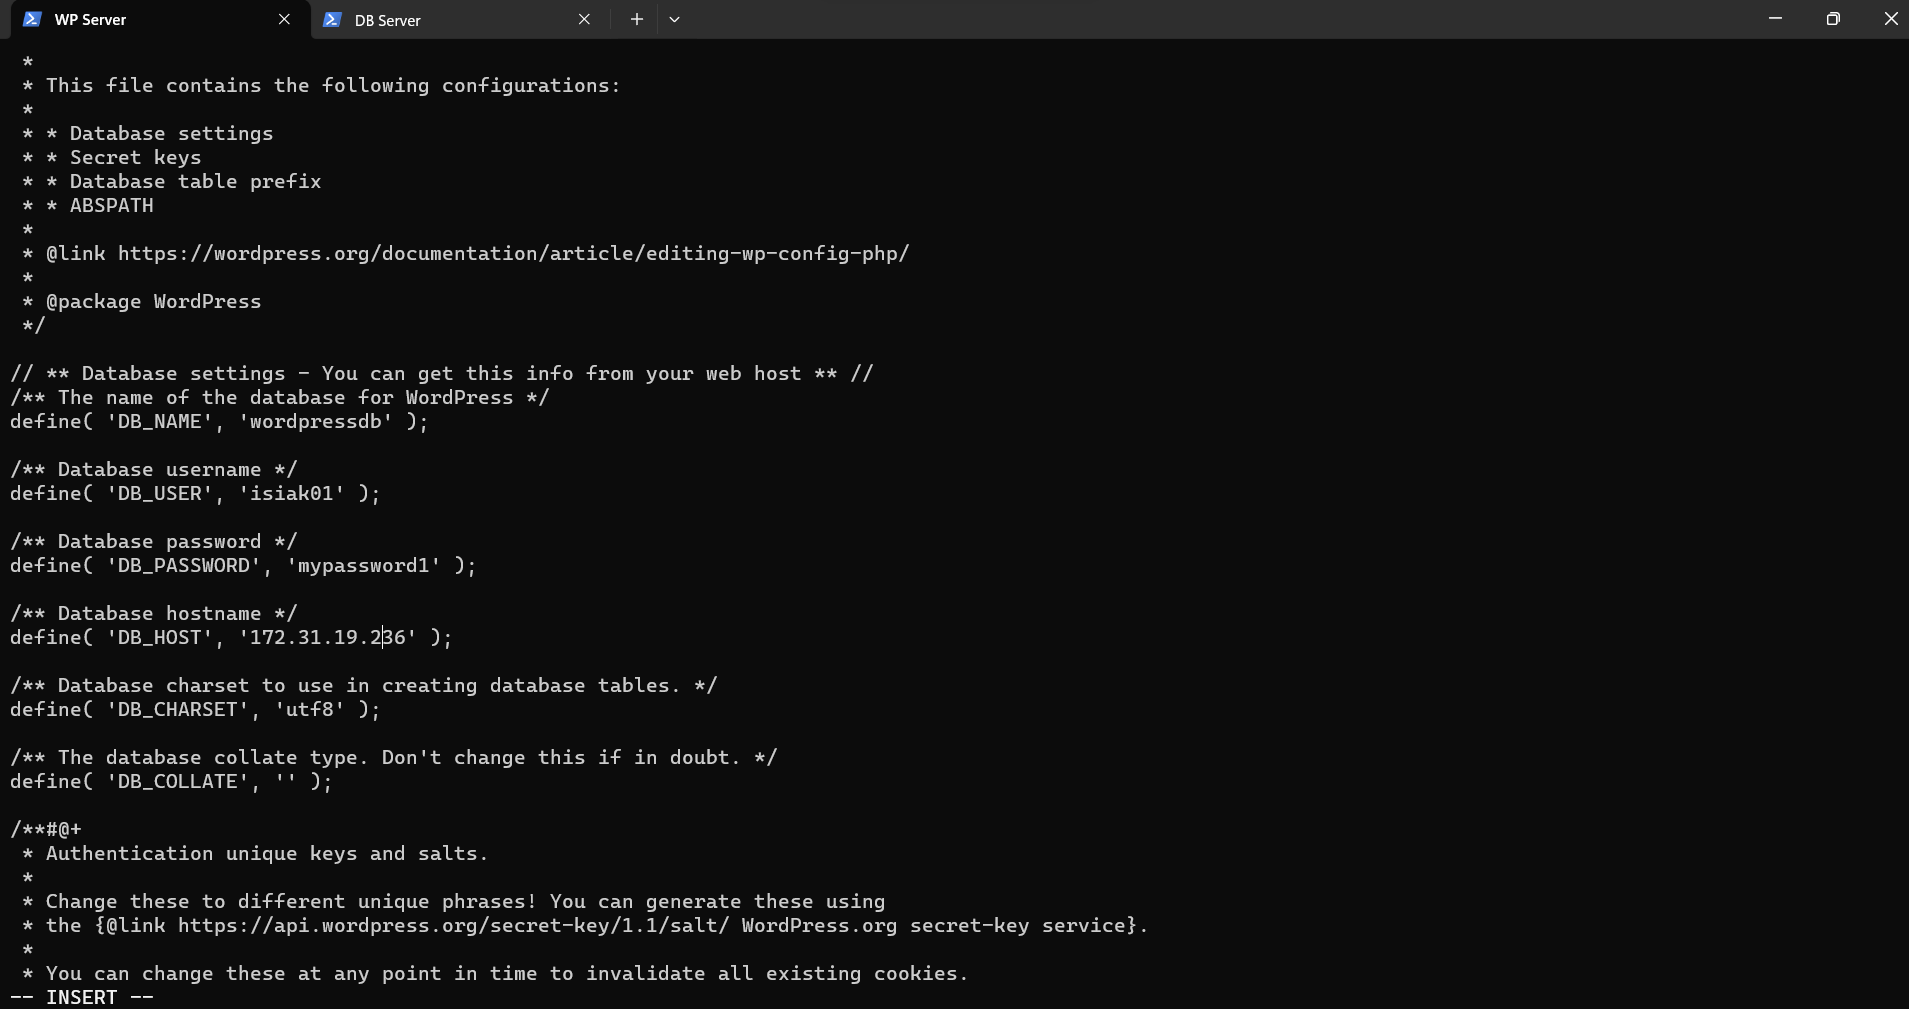 WP Server
DB Server
*
* This file contains the following configurations:
*
* * Database settings
* * Secret keys
* * Database table prefix
* * ABSPATH
*
* @link https://wordpress.org/documentation/article/editing-wp-config-php/
*
* @package WordPress
*/
// ** Database settings - You can get this info from your web host ** //
/** The name of the database for WordPress */
define( 'DB_NAME', 'wordpressdb' );
/** Database username */
define( 'DB_USER', 'isiak01' );
/** Database password */
define( 'DB_PASSWORD', 'mypassword1' );
/** Database hostname */
define( 'DB_HOST', '172.31.19.236' );
/** Database charset to use in creating database tables. */
define( 'DB_CHARSET', 'utf8' );
/** The database collate type. Don't change this if in doubt. */
define( 'DB_COLLATE', '' );
/**#@+
* Authentication unique keys and salts.
*
* Change these to different unique phrases! You can generate these using
* the {@link https://api.wordpress.org/secret-key/1.1/salt/ WordPress.org secret-key service}.
*
* You can change these at any point in time to invalidate all existing cookies.
-- INSERT --